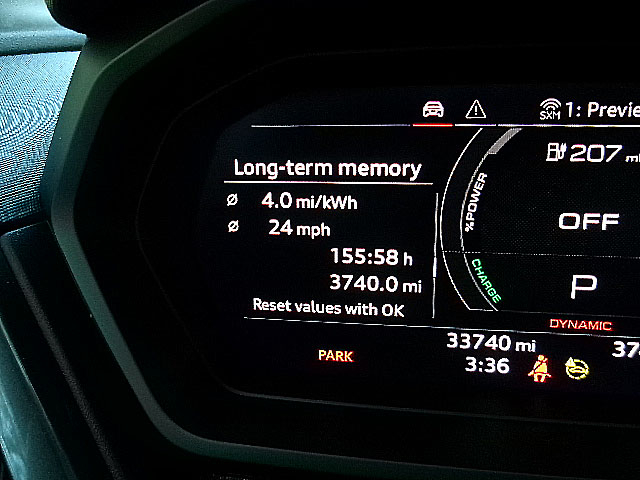 SXM 1: Previe
Long-term memory
207 mi
ø 4.0 mi/kWh
ø 24 mph
155:58 h
3740.0 mi
Reset values with OK
%POWER
OFF
CHARGE
P
DYNAMIC
PARK
33740 mi
374
3:36